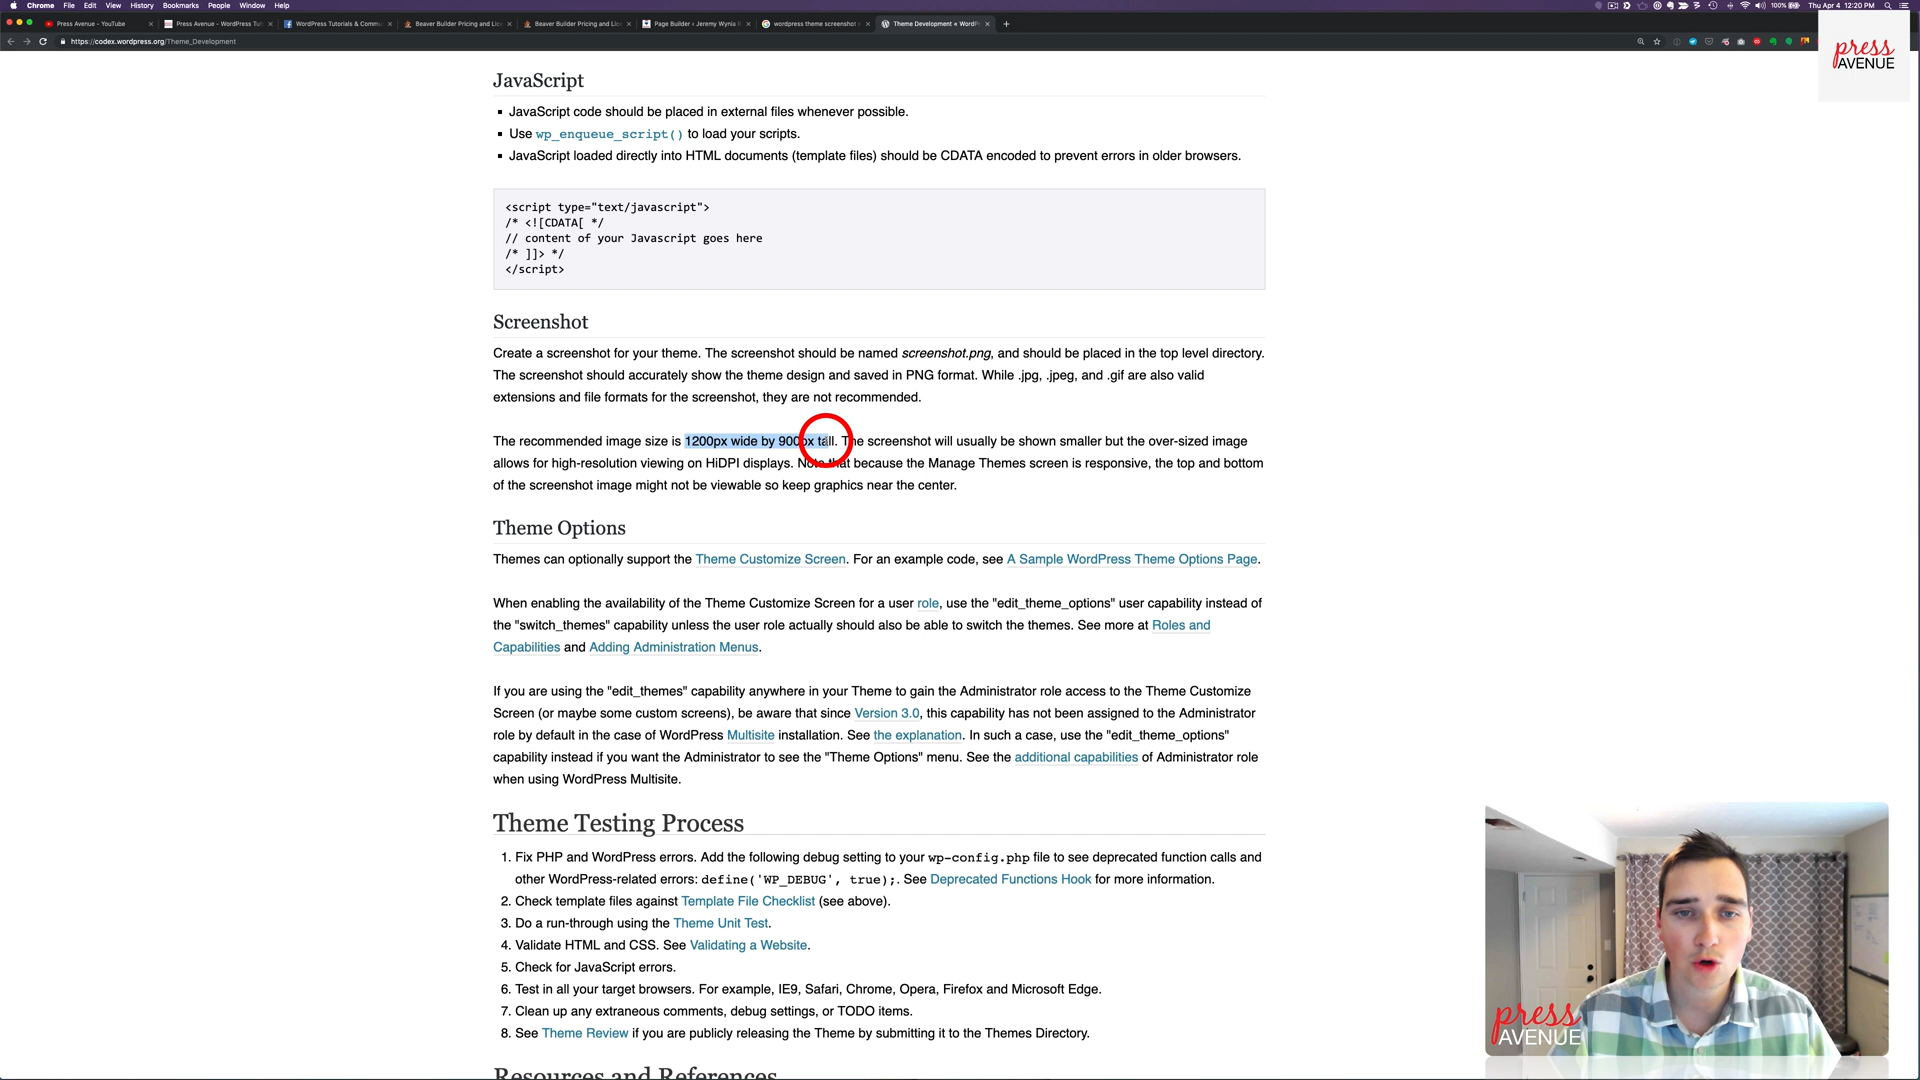 Chrome File Edit View History Bookmarks People Window Help
100% Thu Apr 4 12:20 PM
Press Avenue - YouTube
Press Avenue - WordPress Tut
WordPress Tutorials & Commu
Beaver Builder Pricing and Lice
Beaver Builder Pricing and Lice
Page Builder ‹ Jeremy Wynia
wordpress theme screenshot
Theme Development « WordP
https://codex.wordpress.org/Theme_Development
press
AVENUE
JavaScript
JavaScript code should be placed in external files whenever possible.
Use wp_enqueue_script() to load your scripts.
JavaScript loaded directly into HTML documents (template files) should be CDATA encoded to prevent errors in older browsers.
<script type="text/javascript">
/* <![CDATA[ */
// content of your Javascript goes here
/* ]]> */
</script>
Screenshot
Create a screenshot for your theme. The screenshot should be named screenshot.png, and should be placed in the top level directory.
The screenshot should accurately show the theme design and saved in PNG format. While .jpg, .jpeg, and .gif are also valid
extensions and file formats for the screenshot, they are not recommended.
The recommended image size is 1200px wide by 900px tall. The screenshot will usually be shown smaller but the over-sized image
allows for high-resolution viewing on HiDPI displays. Note that because the Manage Themes screen is responsive, the top and bottom
of the screenshot image might not be viewable so keep graphics near the center.
Theme Options
Themes can optionally support the Theme Customize Screen. For an example code, see A Sample WordPress Theme Options Page.
When enabling the availability of the Theme Customize Screen for a user role, use the "edit_theme_options" user capability instead of
the "switch_themes" capability unless the user role actually should also be able to switch the themes. See more at Roles and
Capabilities and Adding Administration Menus.
If you are using the "edit_themes" capability anywhere in your Theme to gain the Administrator role access to the Theme Customize
Screen (or maybe some custom screens), be aware that since Version 3.0, this capability has not been assigned to the Administrator
role by default in the case of WordPress Multisite installation. See the explanation. In such a case, use the "edit_theme_options"
capability instead if you want the Administrator to see the "Theme Options" menu. See the additional capabilities of Administrator role
when using WordPress Multisite.
Theme Testing Process
1. Fix PHP and WordPress errors. Add the following debug setting to your wp-config.php file to see deprecated function calls and
other WordPress-related errors: define('WP_DEBUG', true);. See Deprecated Functions Hook for more information.
2. Check template files against Template File Checklist (see above).
3. Do a run-through using the Theme Unit Test.
4. Validate HTML and CSS. See Validating a Website.
5. Check for JavaScript errors.
6. Test in all your target browsers. For example, IE9, Safari, Chrome, Opera, Firefox and Microsoft Edge.
7. Clean up any extraneous comments, debug settings, or TODO items.
8. See Theme Review if you are publicly releasing the Theme by submitting it to the Themes Directory.
Resources and References
press
AVENUE